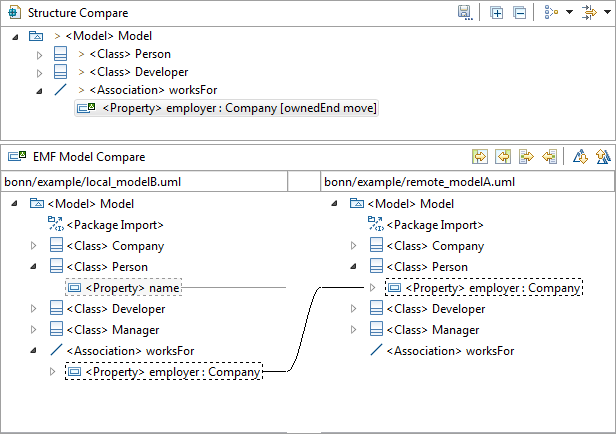 Structure Compare
> <Model> Model
> <Class> Person
> <Class> Developer
> <Association> worksFor
<Property> employer : Company [ownedEnd move]
EMF Model Compare
bonn/example/local_modelB.uml
bonn/example/remote_modelA.uml
<Model> Model
<Package Import>
<Class> Company
<Class> Person
<Property> name
<Class> Developer
<Class> Manager
<Association> worksFor
<Property> employer : Company
<Model> Model
<Package Import>
<Class> Company
<Class> Person
<Property> employer : Company
<Class> Developer
<Class> Manager
<Association> worksFor